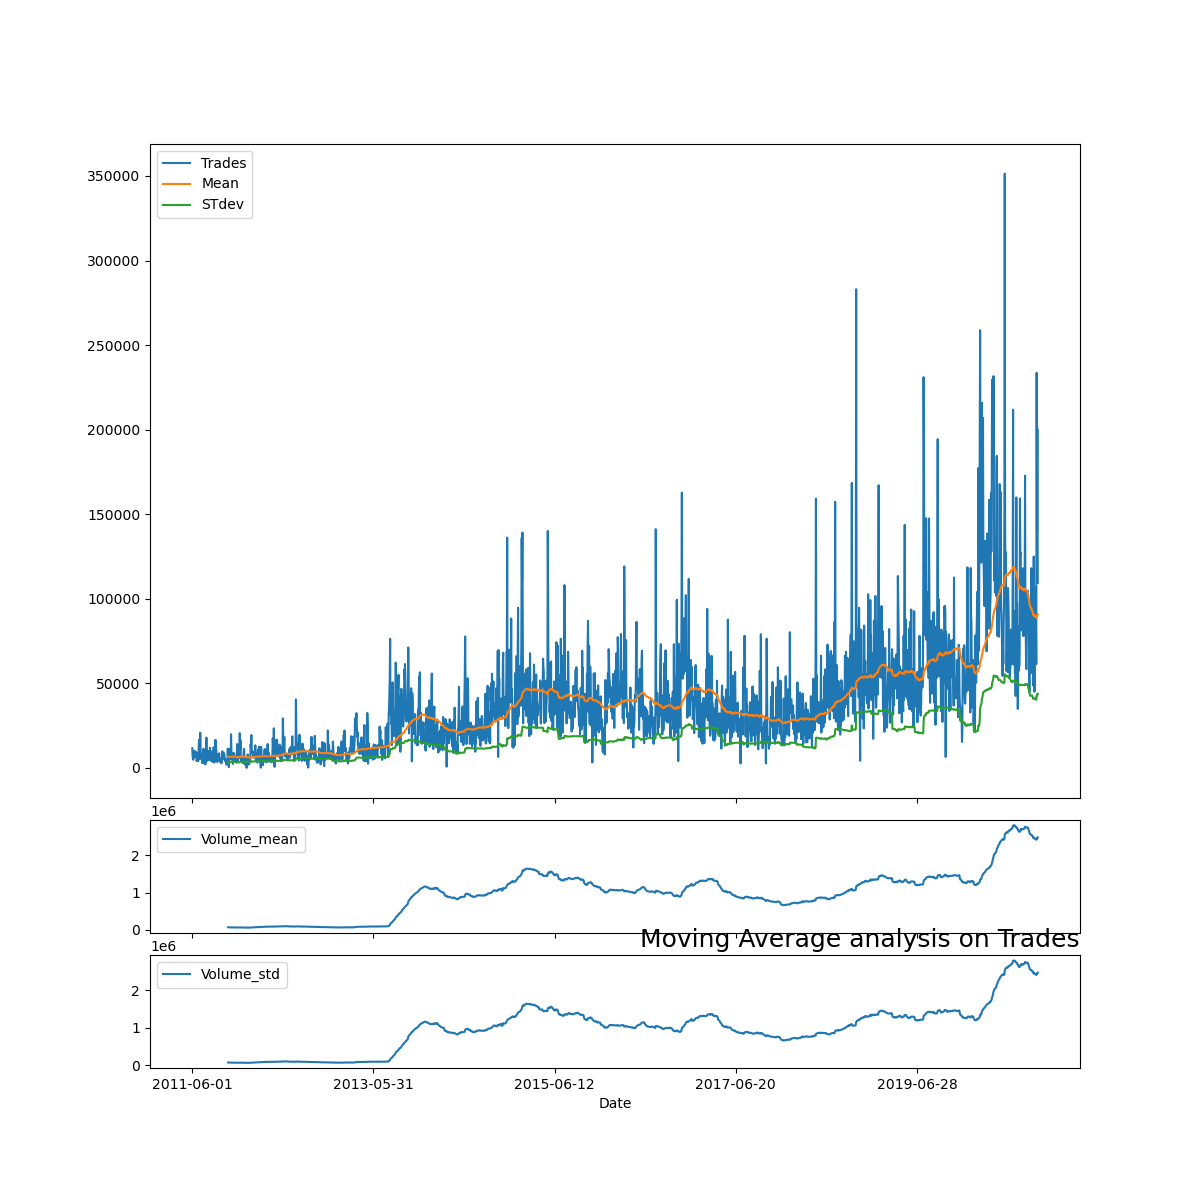 Trades
Mean
STdev
350000
300000
250000
200000
150000
100000
50000
0
1e6
Volume_mean
2
1
0
Moving Average analysis on Trades
1e6
Volume_std
2
1
0
2011-06-01 2013-05-31 2015-06-12 2017-06-20 2019-06-28
Date